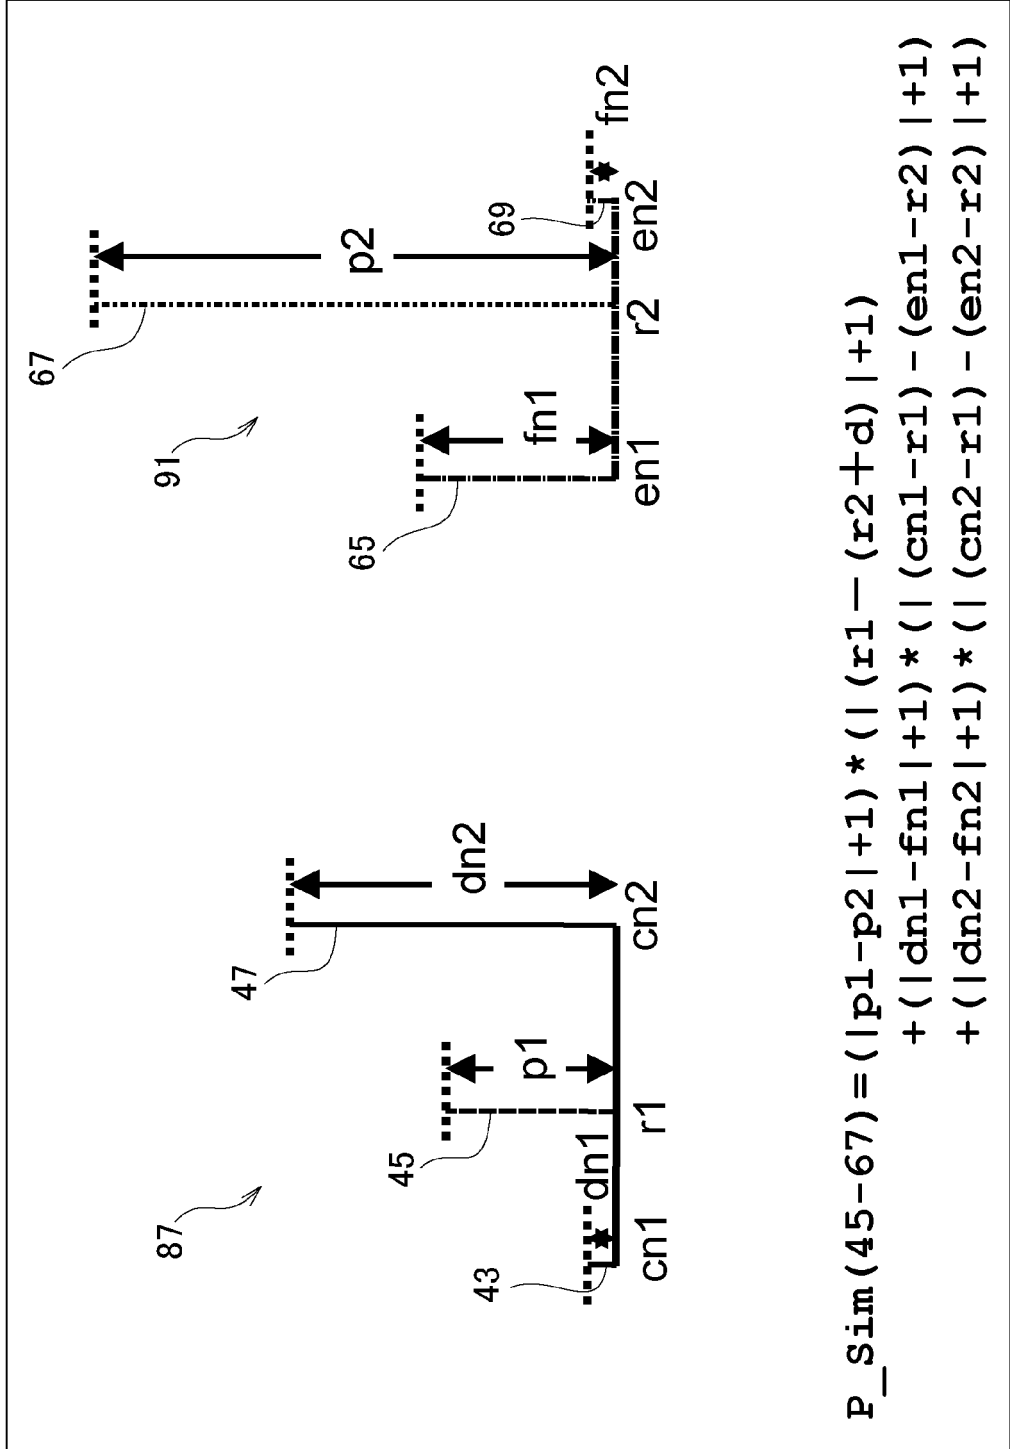 87
91
67
47
45
43
65
69
dn2
p1
dn1
p2
fn1
fn2
cn1
r1
cn2
en1
r2
en2
P_Sim(45-67)=(|p1-p2|+1)*(|(r1-(r2+d)|+1)
+(|dn1-fn1|+1)*(|(cn1-r1)-(en1-r2)|+1)
+(|dn2-fn2|+1)*(|(cn2-r1)-(en2-r2)|+1)